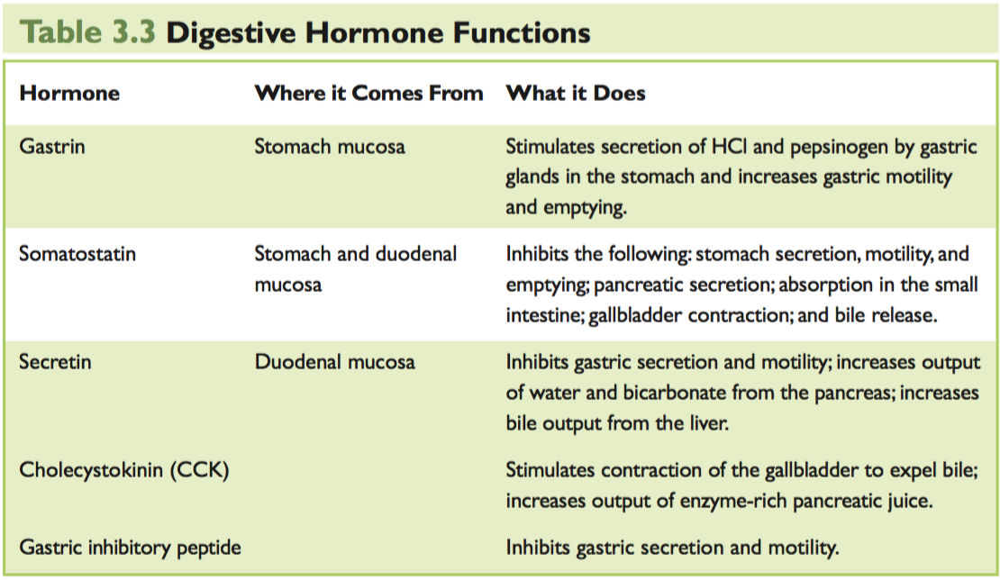 Table 3.3 Digestive Hormone Functions
Hormone Where it Comes From What it Does
Gastrin Stomach mucosa Stimulates secretion of HCl and pepsinogen by gastric
glands in the stomach and increases gastric motility
and emptying.
Somatostatin Stomach and duodenal Inhibits the following: stomach secretion, motility, and
mucosa emptying; pancreatic secretion; absorption in the small
intestine; gallbladder contraction; and bile release.
Secretin Duodenal mucosa Inhibits gastric secretion and motility; increases output
of water and bicarbonate from the pancreas; increases
bile output from the liver.
Cholecystokinin (CCK) Stimulates contraction of the gallbladder to expel bile;
increases output of enzyme-rich pancreatic juice.
Gastric inhibitory peptide Inhibits gastric secretion and motility.